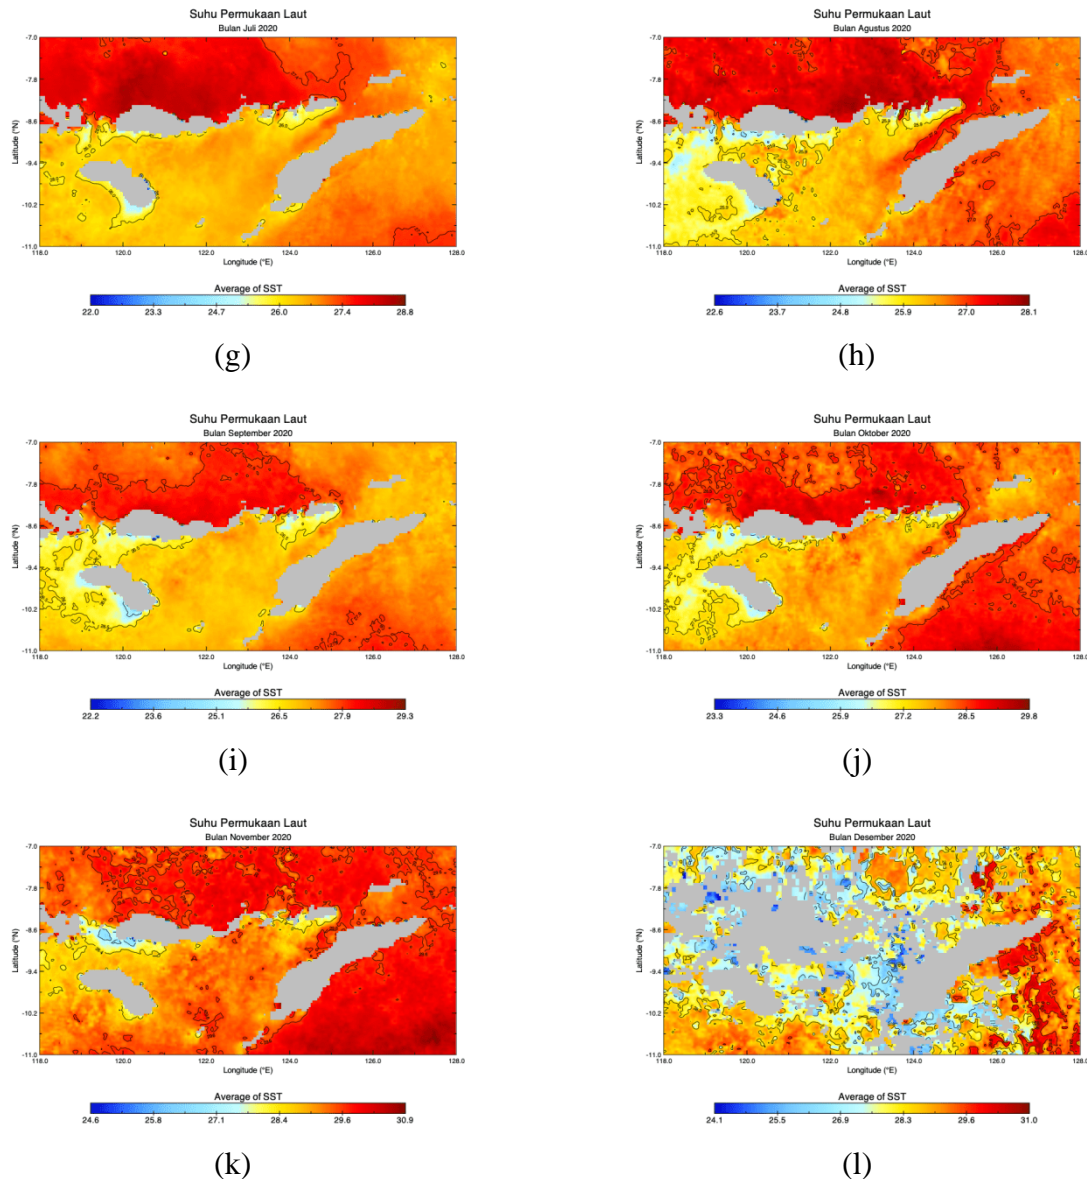 Suhu Permukaan Laut
Bulan Juli 2020
-7.0
-7.8
-8.6
-9.4
-10.2
-11.0
Latitude (°N)
118.0 120.0 122.0 124.0 126.0 128.0
Longitude (°E)
Average of SST
22.0 23.3 24.7 26.0 27.4 28.8
(g)
Suhu Permukaan Laut
Bulan Agustus 2020
-7.0
-7.8
-8.6
-9.4
-10.2
-11.0
Latitude (°N)
118.0 120.0 122.0 124.0 126.0 128.0
Longitude (°E)
Average of SST
22.6 23.7 24.8 25.9 27.0 28.1
(h)
Suhu Permukaan Laut
Bulan September 2020
-7.0
-7.8
-8.6
-9.4
-10.2
-11.0
Latitude (°N)
118.0 120.0 122.0 124.0 126.0 128.0
Longitude (°E)
Average of SST
22.2 23.6 25.1 26.5 27.9 29.3
(i)
Suhu Permukaan Laut
Bulan Oktober 2020
-7.0
-7.8
-8.6
-9.4
-10.2
-11.0
Latitude (°N)
118.0 120.0 122.0 124.0 126.0 128.0
Longitude (°E)
Average of SST
23.3 24.6 25.9 27.2 28.5 29.8
(j)
Suhu Permukaan Laut
Bulan November 2020
-7.0
-7.8
-8.6
-9.4
-10.2
-11.0
Latitude (°N)
118.0 120.0 122.0 124.0 126.0 128.0
Longitude (°E)
Average of SST
24.6 25.8 27.1 28.4 29.6 30.9
(k)
Suhu Permukaan Laut
Bulan Desember 2020
-7.0
-7.8
-8.6
-9.4
-10.2
-11.0
Latitude (°N)
118.0 120.0 122.0 124.0 126.0 128.0
Longitude (°E)
Average of SST
24.1 25.5 26.9 28.3 29.6 31.0
(l)